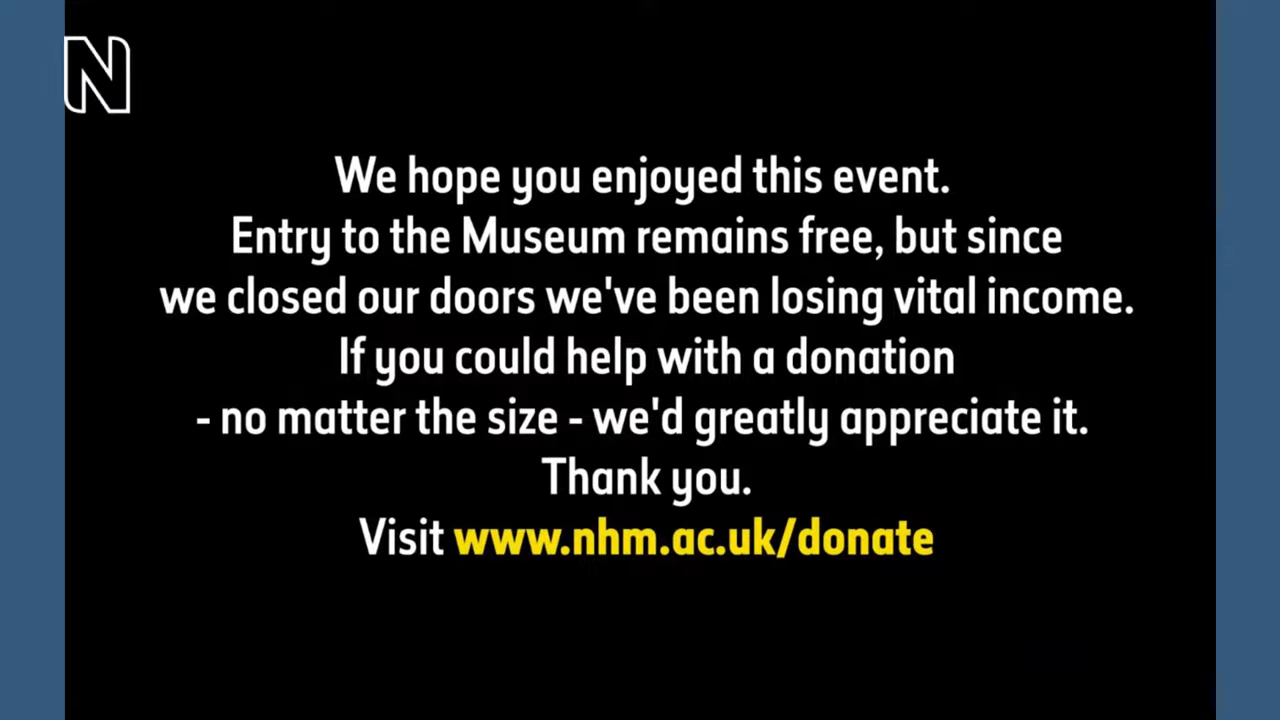 N
We hope you enjoyed this event.
Entry to the Museum remains free, but since
we closed our doors we've been losing vital income.
If you could help with a donation
- no matter the size - we'd greatly appreciate it.
Thank you.
Visit www.nhm.ac.uk/donate